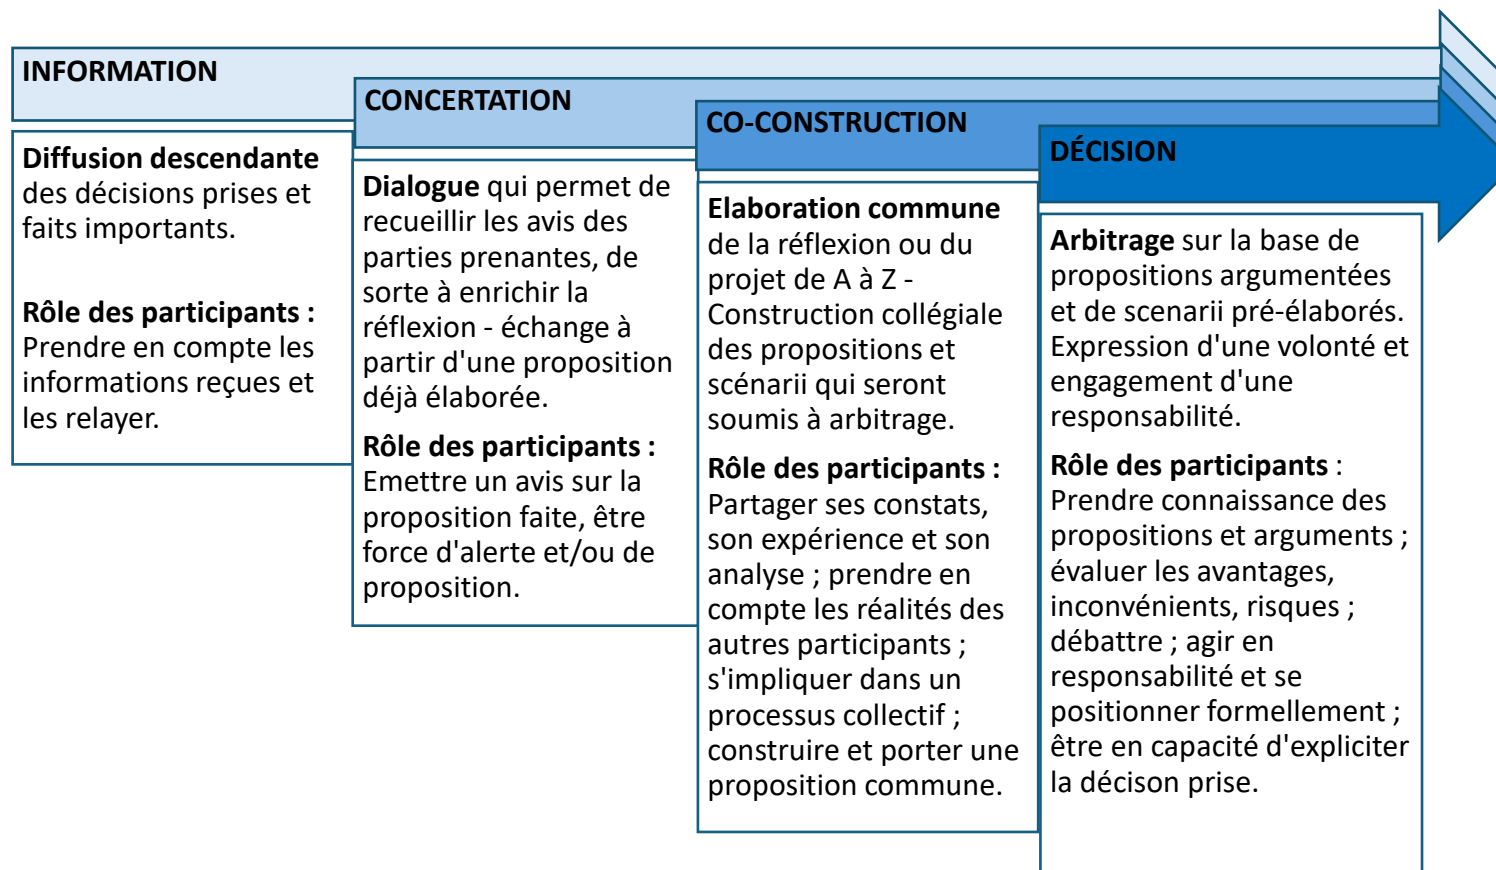 INFORMATION
Diffusion descendante
des décisions prises et
faits importants.
Rôle des participants :
Prendre en compte les
informations reçues et
les relayer.
CONCERTATION
Dialogue qui permet de
recueillir les avis des
parties prenantes, de
sorte à enrichir la
réflexion - échange à
partir d'une proposition
déjà élaborée.
Rôle des participants :
Emettre un avis sur la
proposition faite, être
force d'alerte et/ou de
proposition.
CO-CONSTRUCTION
Elaboration commune
de la réflexion ou du
projet de A à Z -
Construction collégiale
des propositions et
scénarii qui seront
soumis à arbitrage.
Rôle des participants :
Partager ses constats,
son expérience et son
analyse ; prendre en
compte les réalités des
autres participants ;
s'impliquer dans un
processus collectif ;
construire et porter une
proposition commune.
DÉCISION
Arbitrage sur la base de
propositions argumentées
et de scenarii pré-élaborés.
Expression d'une volonté et
engagement d'une
responsabilité.
Rôle des participants :
Prendre connaissance des
propositions et arguments ;
évaluer les avantages,
inconvénients, risques ;
débattre ; agir en
responsabilité et se
positionner formellement ;
être en capacité d'expliciter
la décison prise.